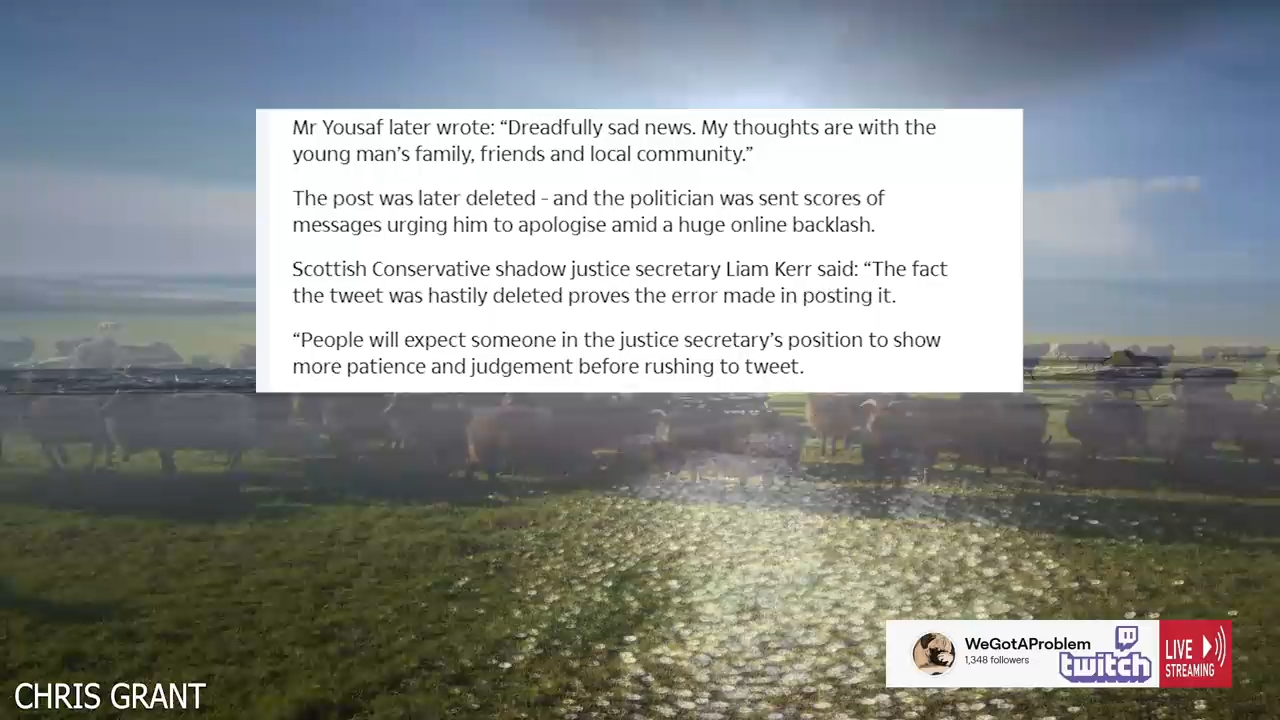 Mr Yousaf later wrote: “Dreadfully sad news. My thoughts are with the
young man’s family, friends and local community.”
The post was later deleted – and the politician was sent scores of
messages urging him to apologise amid a huge online backlash.
Scottish Conservative shadow justice secretary Liam Kerr said: “The fact
the tweet was hastily deleted proves the error made in posting it.
“People will expect someone in the justice secretary’s position to show
more patience and judgement before rushing to tweet.
WeGotAProblem
1,348 followers
twitch
LIVE
STREAMING
CHRIS GRANT